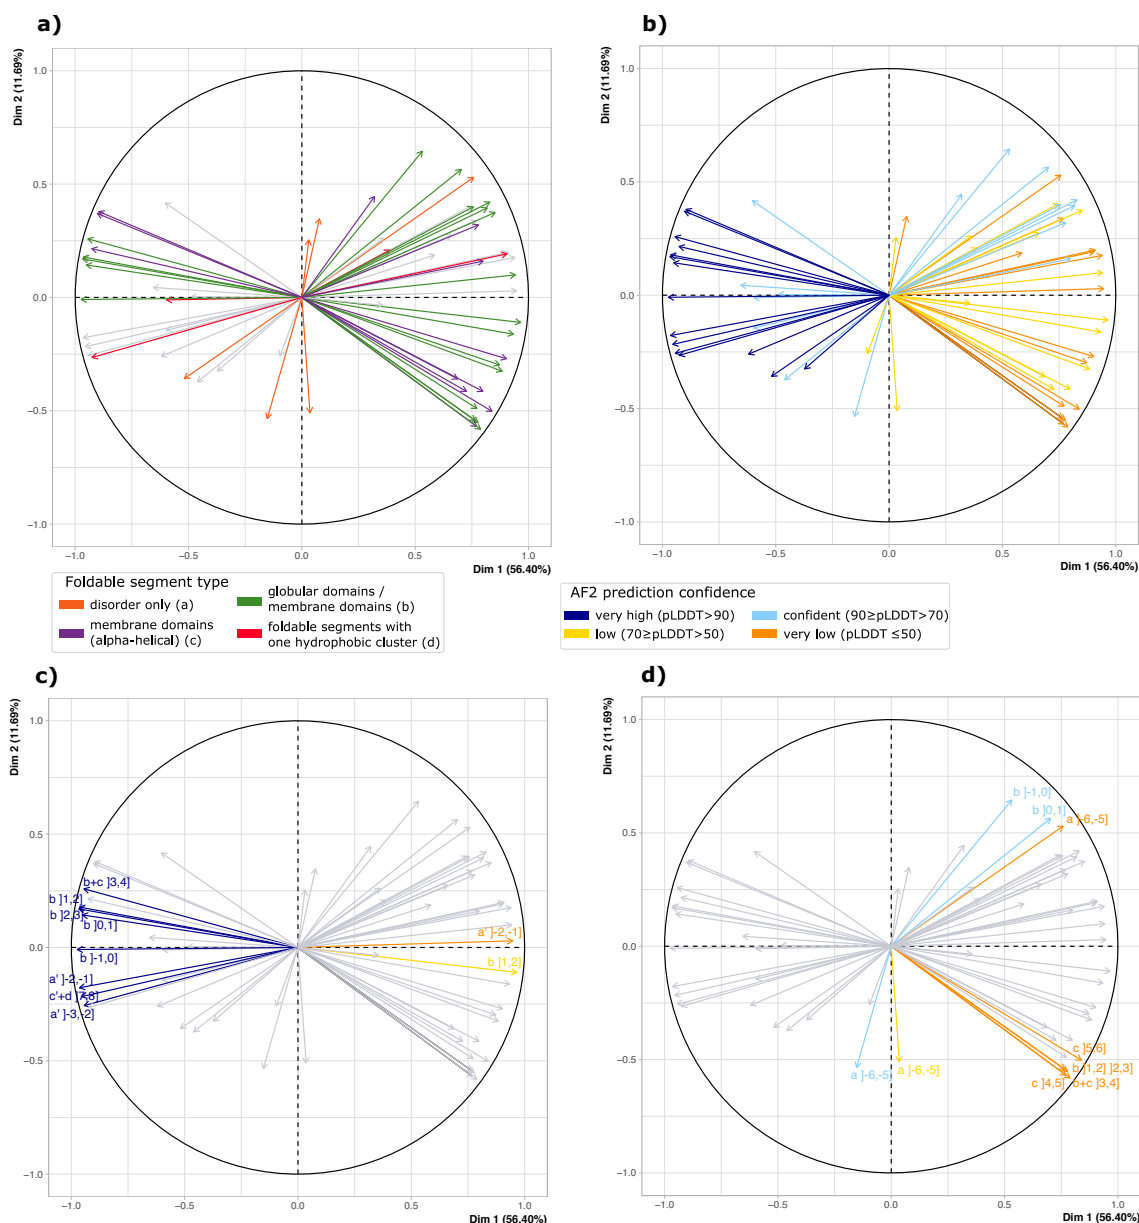 a)
b)
Dim 2 (11.69%)
1.0
0.5
0.0
−0.5
−1.0
−1.0
−0.5
0.0
0.5
1.0
Dim 1 (56.40%)
Dim 2 (11.69%)
1.0
0.5
0.0
−0.5
−1.0
−1.0
−0.5
0.0
0.5
1.0
Dim 1 (56.40%)
Foldable segment type
disorder only (a)
membrane domains
(alpha-helical) (c)
globular domains /
membrane domains (b)
foldable segments with
one hydrophobic cluster (d)
AF2 prediction confidence
very high (pLDDT>90)
confident (90≥pLDDT>70)
low (70≥pLDDT>50)
very low (pLDDT ≤50)
c)
d)
Dim 2 (11.69%)
1.0
0.5
0.0
−0.5
−1.0
b+c ]3,4]
b ]1,2]
b ]2,3]
b ]0,1]
b ]-1,0]
a' ]-2,-1]
c'+d ]7-8]
a' ]-3,-2]
a' ]-2,-1]
b ]1,2]
−1.0
−0.5
0.0
0.5
1.0
Dim 1 (56.40%)
Dim 2 (11.69%)
1.0
0.5
0.0
−0.5
−1.0
b ]-1,0]
b ]0,1]
a ]-6,-5]
a ]-6,-5]
a ]-6,-5]
c ]5,6]
b ]1,2] ]2,3]
c ]4,5]
b+c ]3,4]
−1.0
−0.5
0.0
0.5
1.0
Dim 1 (56.40%)